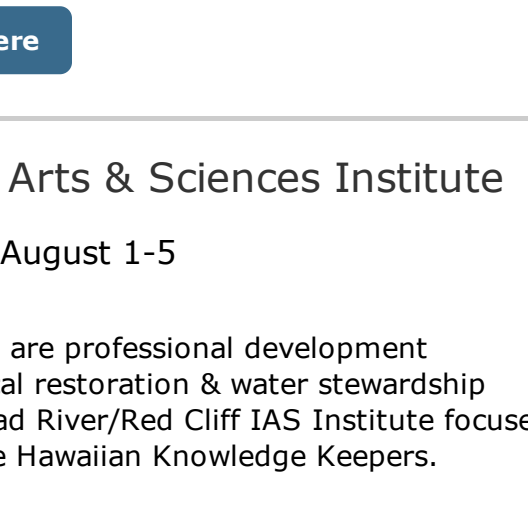 ere
Arts & Sciences Institute
August 1-5
are professional development
al restoration & water stewardship
ad River/Red Cliff IAS Institute focuse
e Hawaiian Knowledge Keepers.